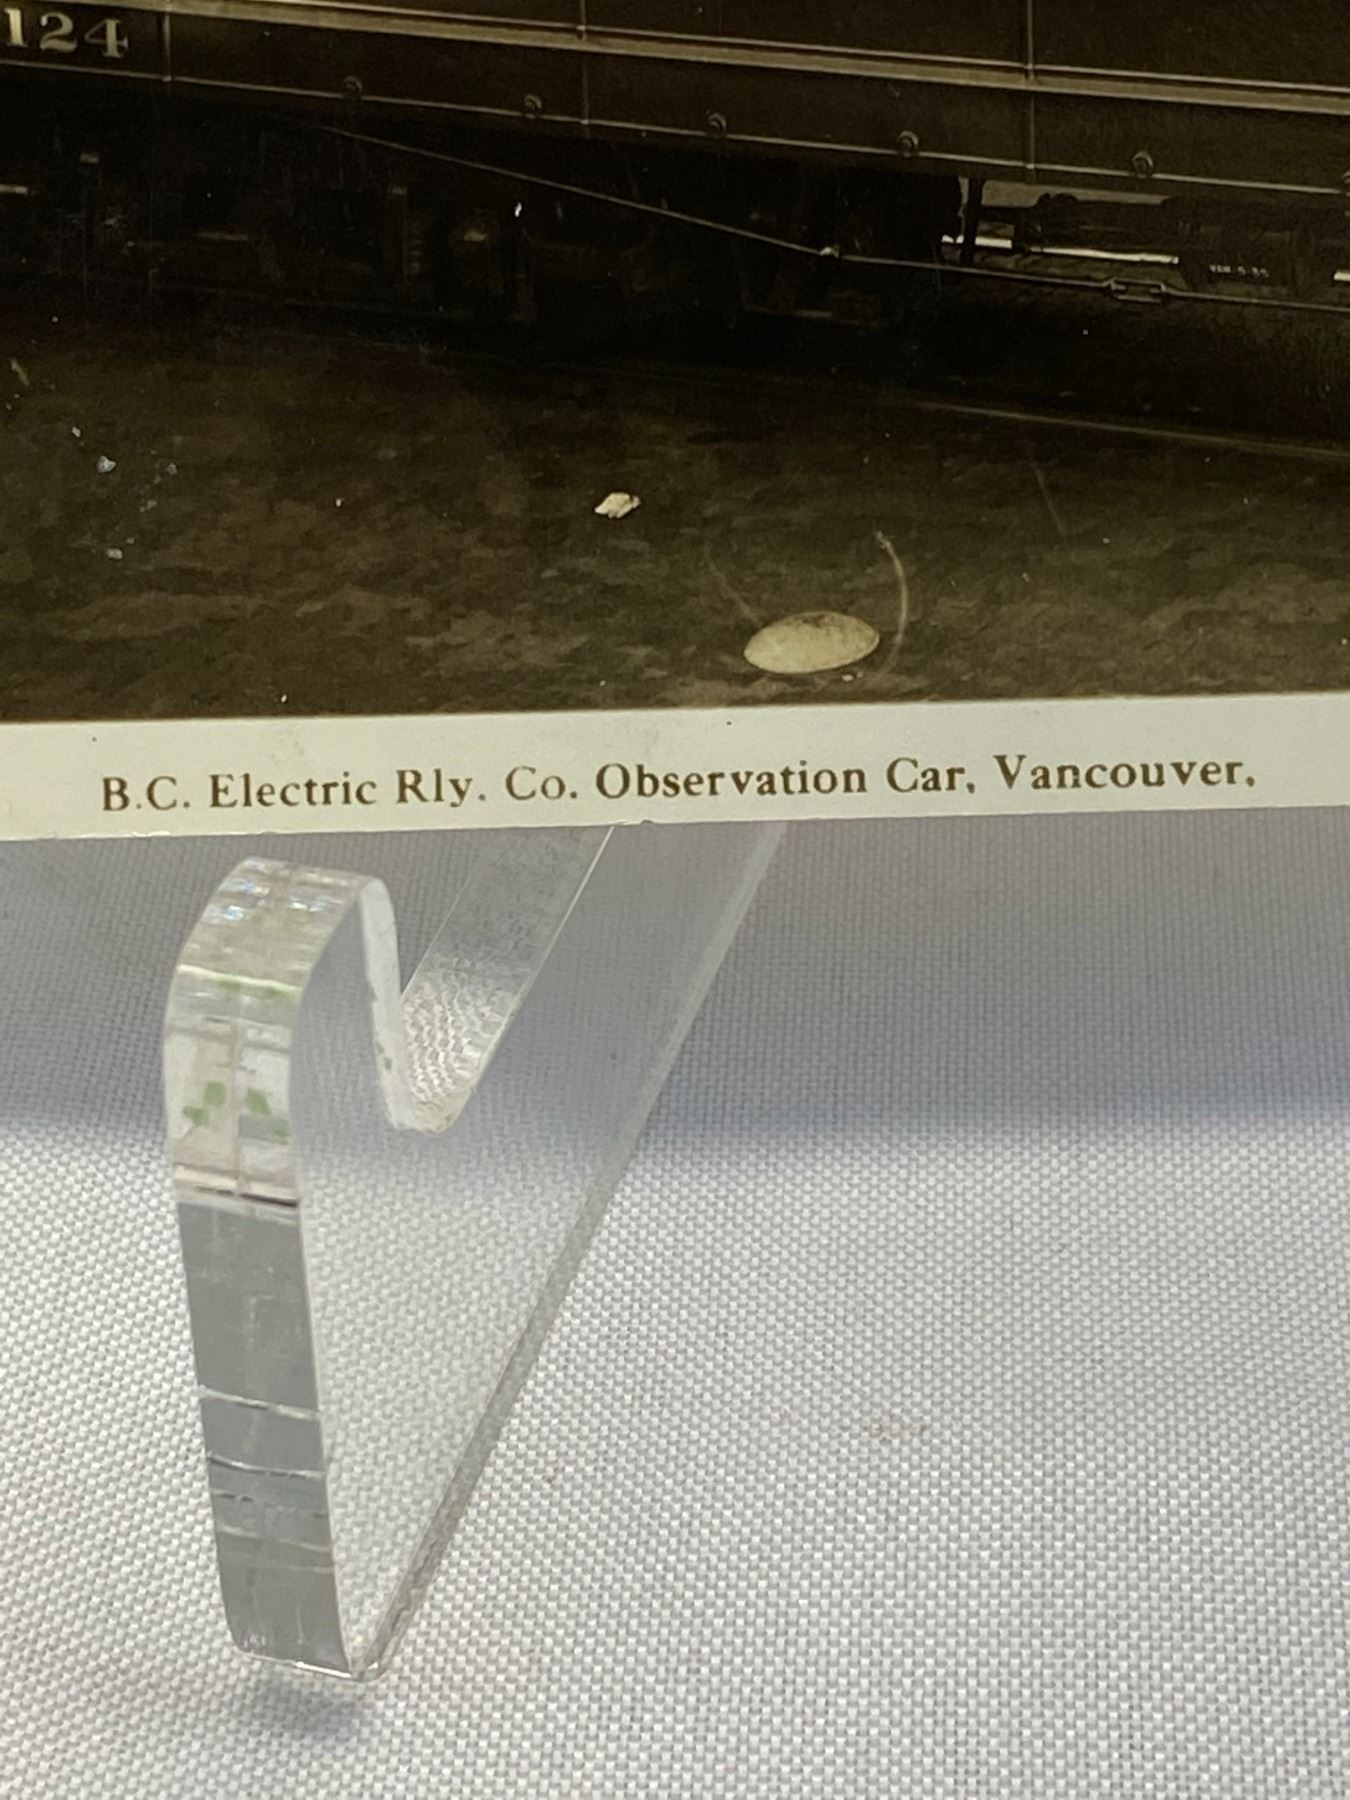 124
B.C. Electric Rly. Co. Observation Car, Vancouver,